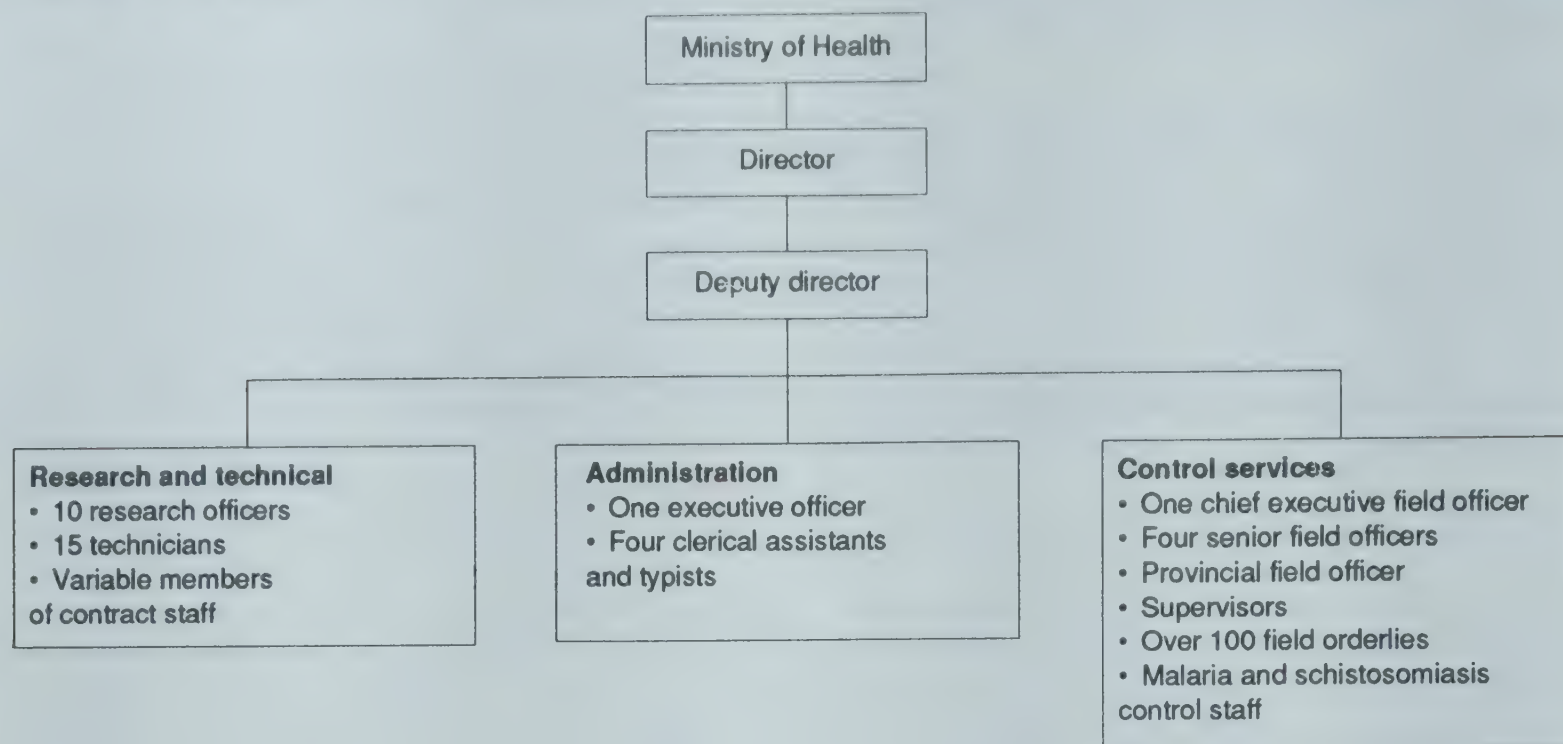 Ministry of Health
Director
Deputy director
Research and technical
• 10 research officers
• 15 technicians
• Variable members
of contract staff
Administration
• One executive officer
• Four clerical assistants
and typists
Control services
• One chief executive field officer
• Four senior field officers
• Provincial field officer
• Supervisors
• Over 100 field orderlies
• Malaria and schistosomiasis
control staff